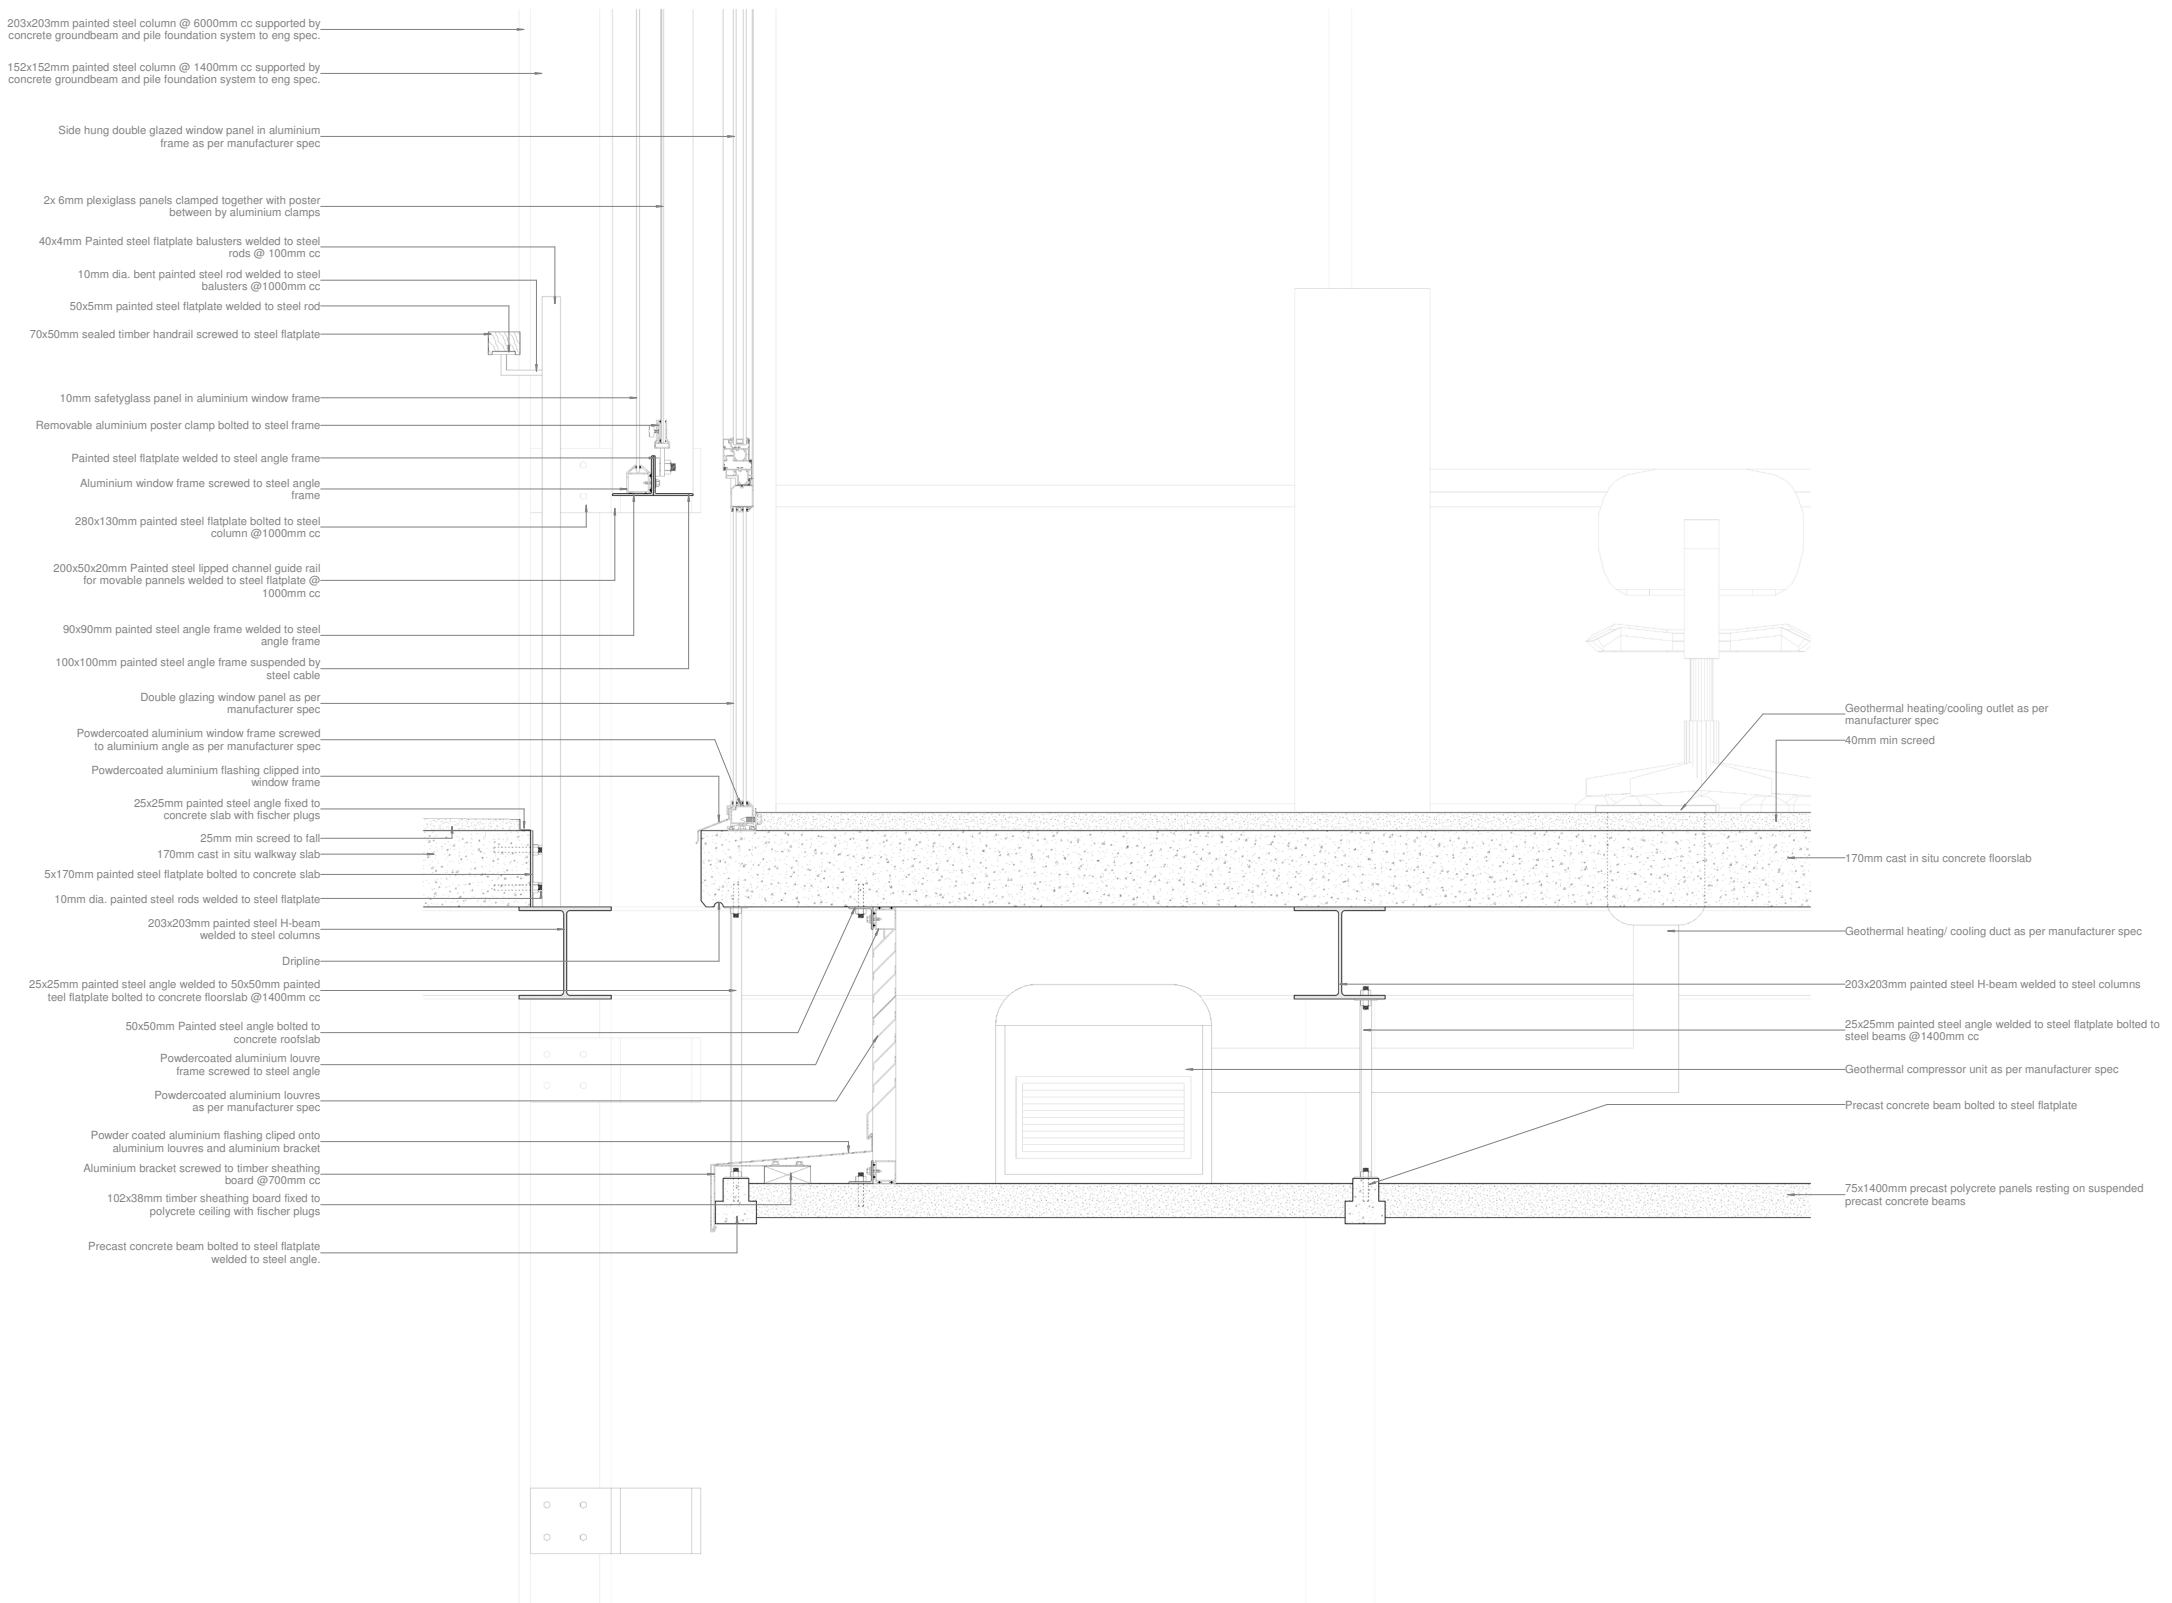 203x203mm painted steel column @ 6000mm cc supported by
concrete groundbeam and pile foundation system to eng spec.
152x152mm painted steel column @ 1400mm cc supported by
concrete groundbeam and pile foundation system to eng spec.
Side hung double glazed window panel in aluminium
frame as per manufacturer spec
2x 6mm plexiglass panels clamped together with poster
between by aluminium clamps
40x4mm Painted steel flatplate balusters welded to steel
rods @ 100mm cc
10mm dia. bent painted steel rod welded to steel
balusters @1000mm cc
50x5mm painted steel flatplate welded to steel rod
70x50mm sealed timber handrail screwed to steel flatplate
10mm safetyglass panel in aluminium window frame
Removable aluminium poster clamp bolted to steel frame
Painted steel flatplate welded to steel angle frame
Aluminium window frame screwed to steel angle
frame
280x130mm painted steel flatplate bolted to steel
column @1000mm cc
200x50x20mm Painted steel lipped channel guide rail
for movable pannels welded to steel flatplate @
1000mm cc
90x90mm painted steel angle frame welded to steel
angle frame
100x100mm painted steel angle frame suspended by
steel cable
Double glazing window panel as per
manufacturer spec
Powdercoated aluminium window frame screwed
to aluminium angle as per manufacturer spec
Powdercoated aluminium flashing clipped into
window frame
25x25mm painted steel angle fixed to
concrete slab with fischer plugs
25mm min screed to fall
170mm cast in situ walkway slab
5x170mm painted steel flatplate bolted to concrete slab
10mm dia. painted steel rods welded to steel flatplate
203x203mm painted steel H-beam
welded to steel columns
Dripline
25x25mm painted steel angle welded to 50x50mm painted
teel flatplate bolted to concrete floorslab @1400mm cc
50x50mm Painted steel angle bolted to
concrete roofslab
Powdercoated aluminium louvre
frame screwed to steel angle
Powdercoated aluminium louvres
as per manufacturer spec
Powder coated aluminium flashing cliped onto
aluminium louvres and aluminium bracket
Aluminium bracket screwed to timber sheathing
board @700mm cc
102x38mm timber sheathing board fixed to
polycrete ceiling with fischer plugs
Precast concrete beam bolted to steel flatplate
welded to steel angle.
Geothermal heating/cooling outlet as per
manufacturer spec
40mm min screed
170mm cast in situ concrete floorslab
Geothermal heating/ cooling duct as per manufacturer spec
203x203mm painted steel H-beam welded to steel columns
25x25mm painted steel angle welded to steel flatplate bolted to
steel beams @1400mm cc
Geothermal compressor unit as per manufacturer spec
Precast concrete beam bolted to steel flatplate
75x1400mm precast polycrete panels resting on suspended
precast concrete beams